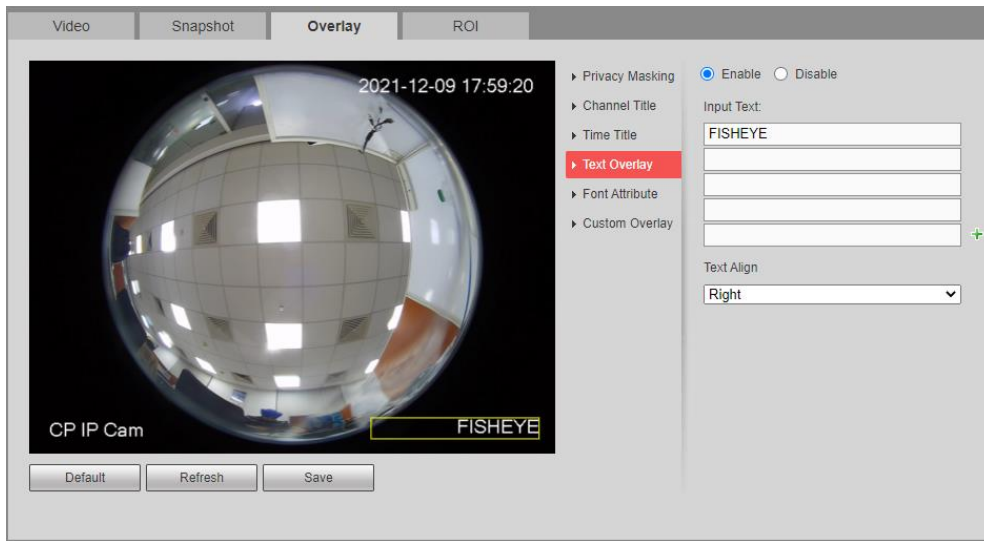 Video Snapshot Overlay ROI
2021-12-09 17:59:20
CP IP Cam
FISHEYE
Default Refresh Save
Privacy Masking
Channel Title
Time Title
Text Overlay
Font Attribute
Custom Overlay
Enable Disable
Input Text:
FISHEYE
Text Align
Right